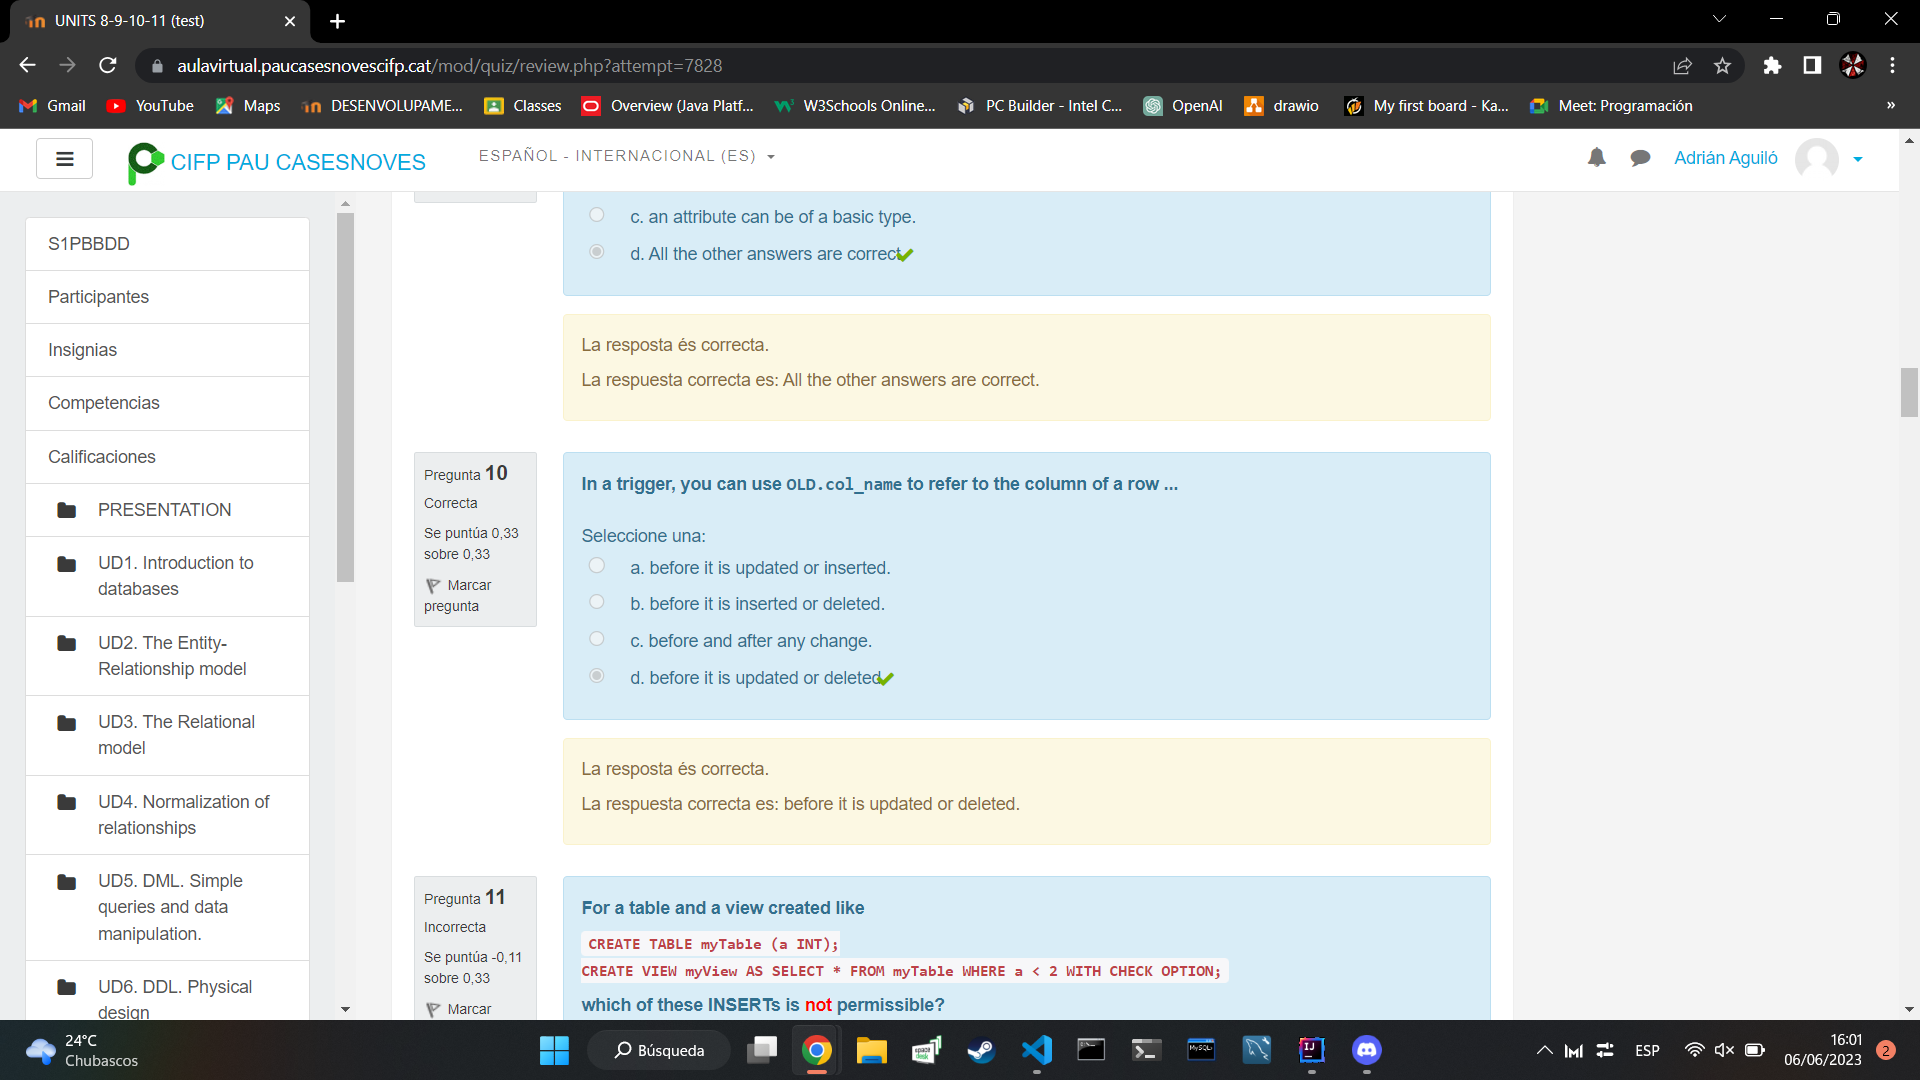 UNITS 8-9-10-11 (test)
aulavirtual.paucasesnovescifp.cat/mod/quiz/review.php?attempt=7828
Gmail
YouTube
Maps
DESENVOLUPAME...
Classes
Overview (Java Platf...
W3Schools Online...
PC Builder - Intel C...
OpenAI
drawio
My first board - Ka...
Meet: Programación
»
CIFP PAU CASESNOVES
ESPAÑOL - INTERNACIONAL (ES)
Adrián Aguiló
S1PBBDD
Participantes
Insignias
Competencias
Calificaciones
PRESENTATION
UD1. Introduction to
databases
UD2. The Entity-
Relationship model
UD3. The Relational
model
UD4. Normalization of
relationships
UD5. DML. Simple
queries and data
manipulation.
UD6. DDL. Physical
design
c. an attribute can be of a basic type.
d. All the other answers are correct
La resposta és correcta.
La respuesta correcta es: All the other answers are correct.
Pregunta 10
Correcta
Se puntúa 0,33
sobre 0,33
Marcar
pregunta
In a trigger, you can use OLD.col_name to refer to the column of a row ...
Seleccione una:
a. before it is updated or inserted.
b. before it is inserted or deleted.
c. before and after any change.
d. before it is updated or deleted
La resposta és correcta.
La respuesta correcta es: before it is updated or deleted.
Pregunta 11
Incorrecta
Se puntúa -0,11
sobre 0,33
Marcar
For a table and a view created like
CREATE TABLE myTable (a INT);
CREATE VIEW myView AS SELECT * FROM myTable WHERE a < 2 WITH CHECK OPTION;
which of these INSERTs is not permissible?
24°C
Chubascos
Búsqueda
space
desk
MySQL
IJ
ESP
16:01
06/06/2023
2